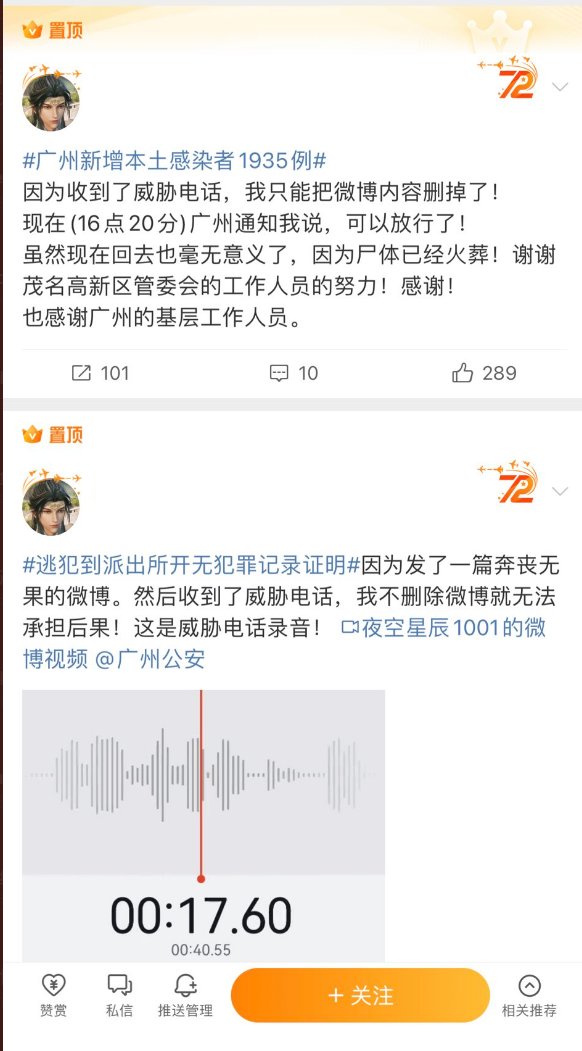 置顶
72
#广州新增本土感染者1935例#
因为收到了威胁电话，我只能把微博内容删掉了！
现在(16点20分)广州通知我说，可以放行了！
虽然现在回去也毫无意义了，因为尸体已经火葬！谢谢
茂名高新区管委会的工作人员的努力！感谢！
也感谢广州的基层工作人员。
101 10 289
置顶
72
#逃犯到派出所开无犯罪记录证明#因为发了一篇奔丧无
果的微博。然后收到了威胁电话，我不删除微博就无法
承担后果！这是威胁电话录音！ 夜空星辰1001的微
博视频 @广州公安
00:17.60
00:40.55
赞赏 私信 推送管理 +关注 相关推荐